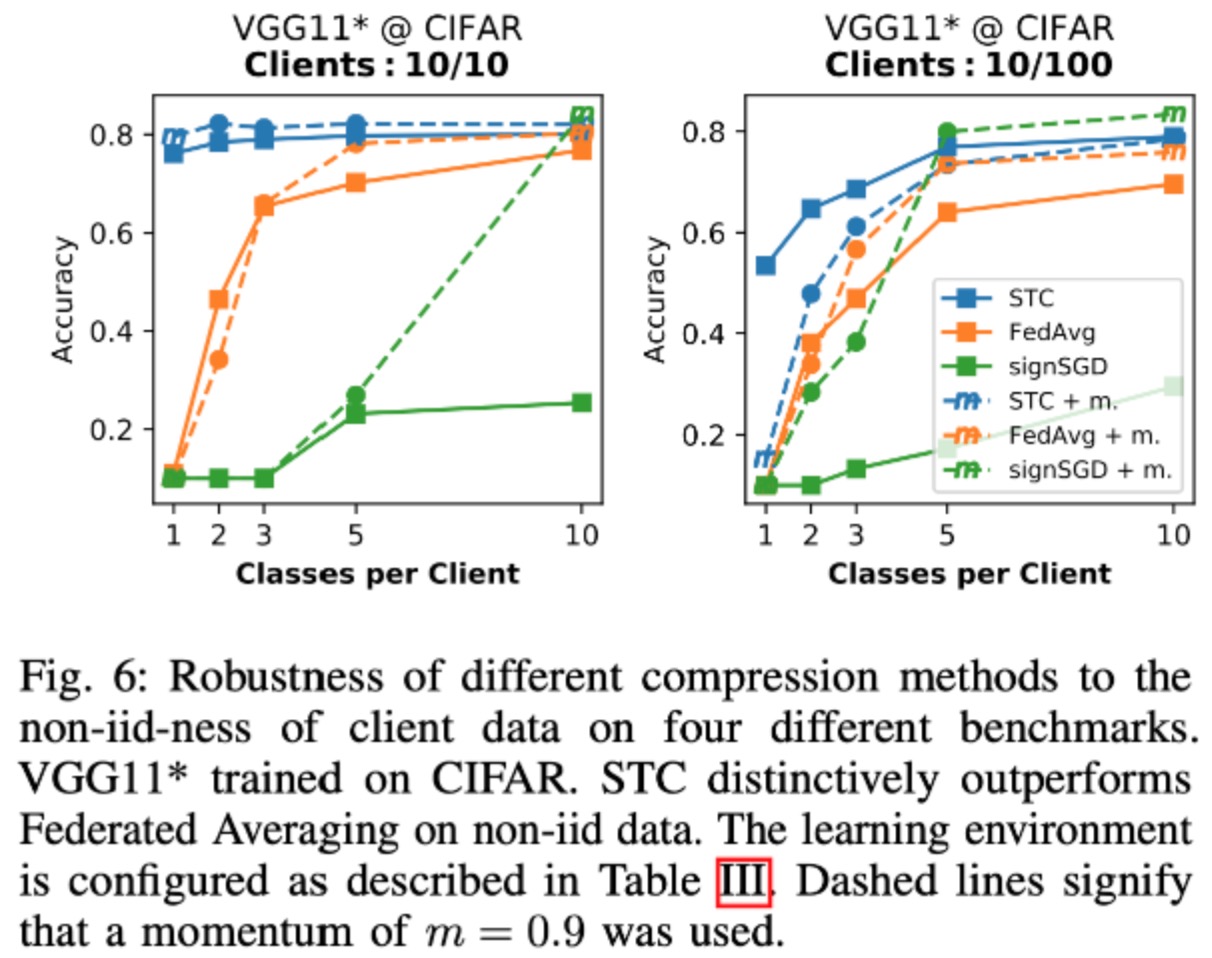 VGG11* @ CIFAR
Clients : 10/10
Accuracy
0.8
0.6
0.4
0.2
m
m
m
1 2 3 5 10
Classes per Client
VGG11* @ CIFAR
Clients : 10/100
Accuracy
0.8
0.6
0.4
0.2
m
m
m
STC
FedAvg
signSGD
m STC + m.
m FedAvg + m.
m signSGD + m.
1 2 3 5 10
Classes per Client
Fig. 6: Robustness of different compression methods to the
non-iid-ness of client data on four different benchmarks.
VGG11* trained on CIFAR. STC distinctively outperforms
Federated Averaging on non-iid data. The learning environment
is configured as described in Table III. Dashed lines signify
that a momentum of m = 0.9 was used.